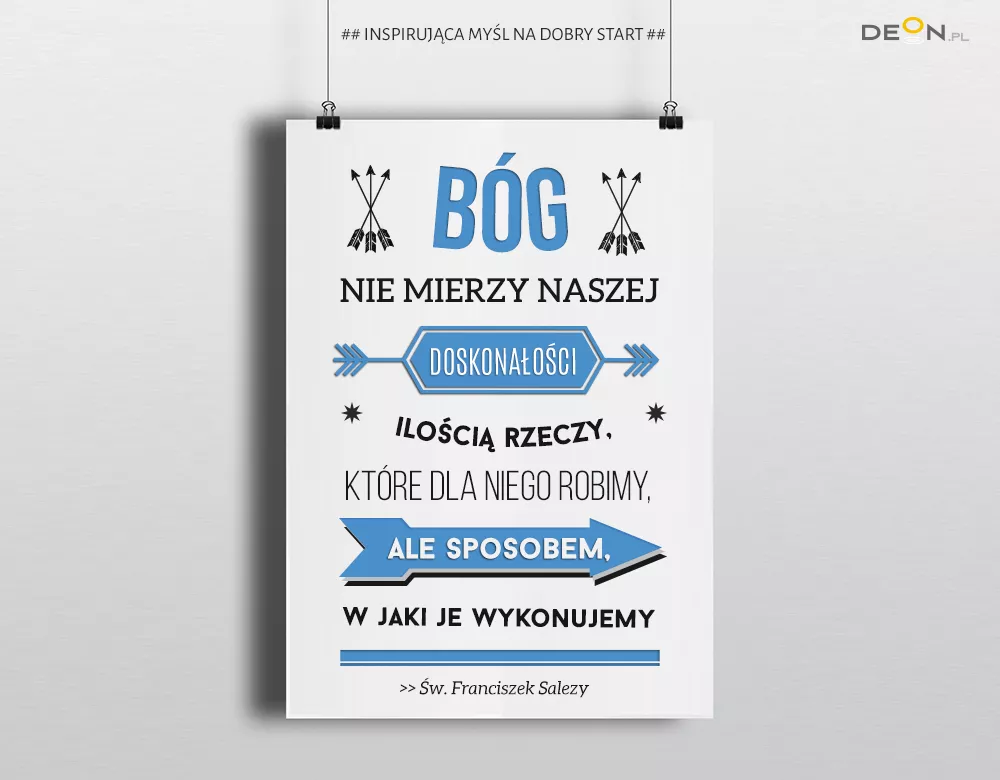 ## INSPIRUJĄCA MYŚL NA DOBRY START ##
DEON.PL
BÓG
NIE MIERZY NASZEJ
DOSKONAŁOŚCI
ILOŚCIĄ RZECZY,
KTÓRE DLA NIEGO ROBIMY,
ALE SPOSOBEM,
W JAKI JE WYKONUJEMY
>> Św. Franciszek Salezy